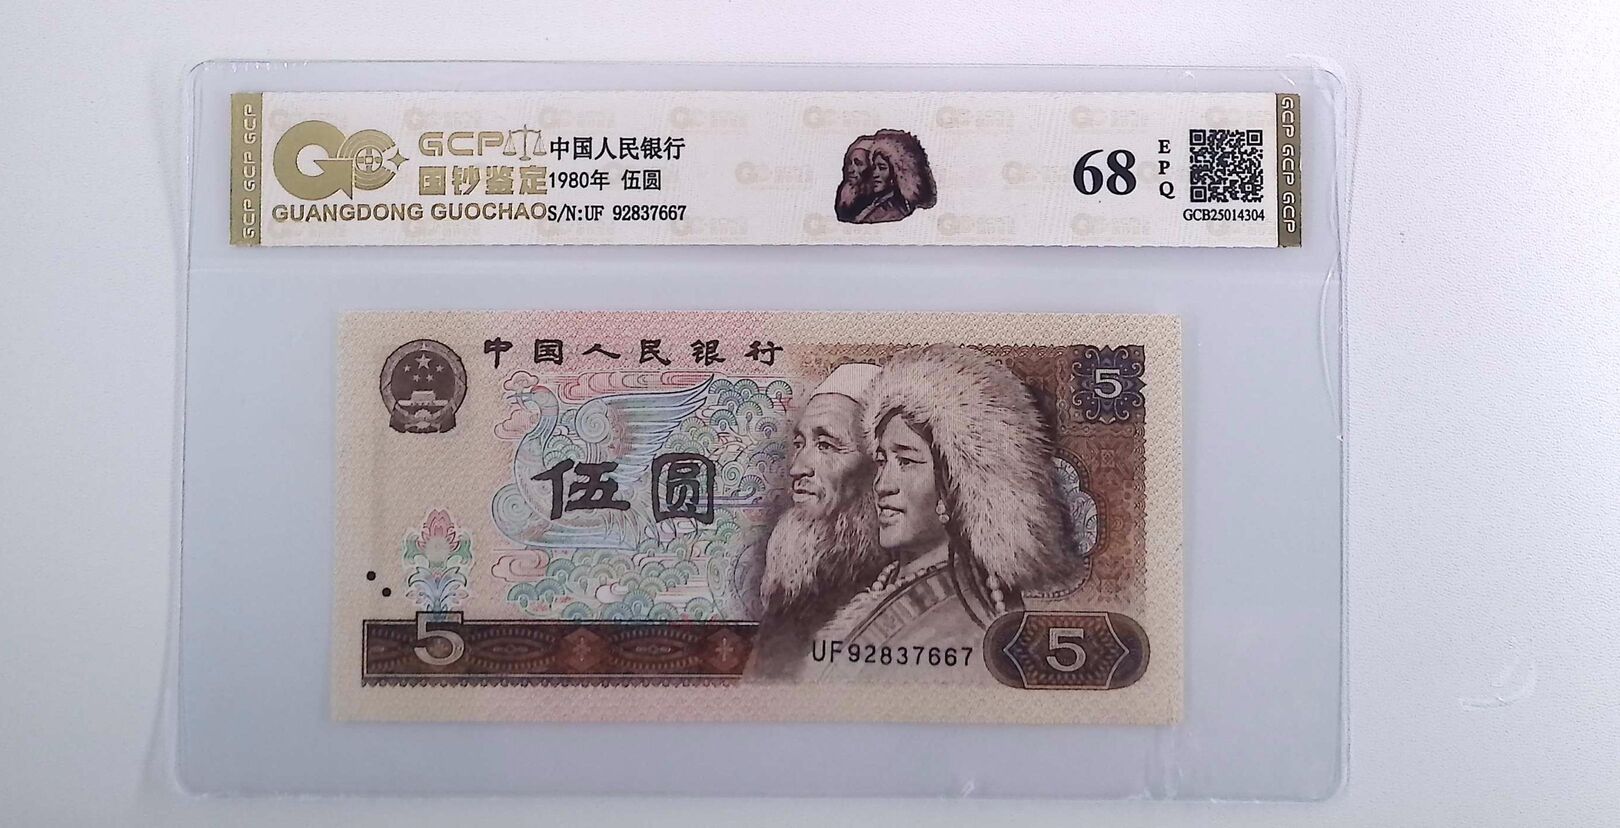 GCP GCP GCP
GCP
国钞鉴定
GUANGDONG GUOCHAO
中国人民银行
1980年 伍圆
S/N:UF 92837667
68
EPQ
GCB25014304
GCP GCP GCP
中国人民银行
5
伍圆
5
UF92837667
5